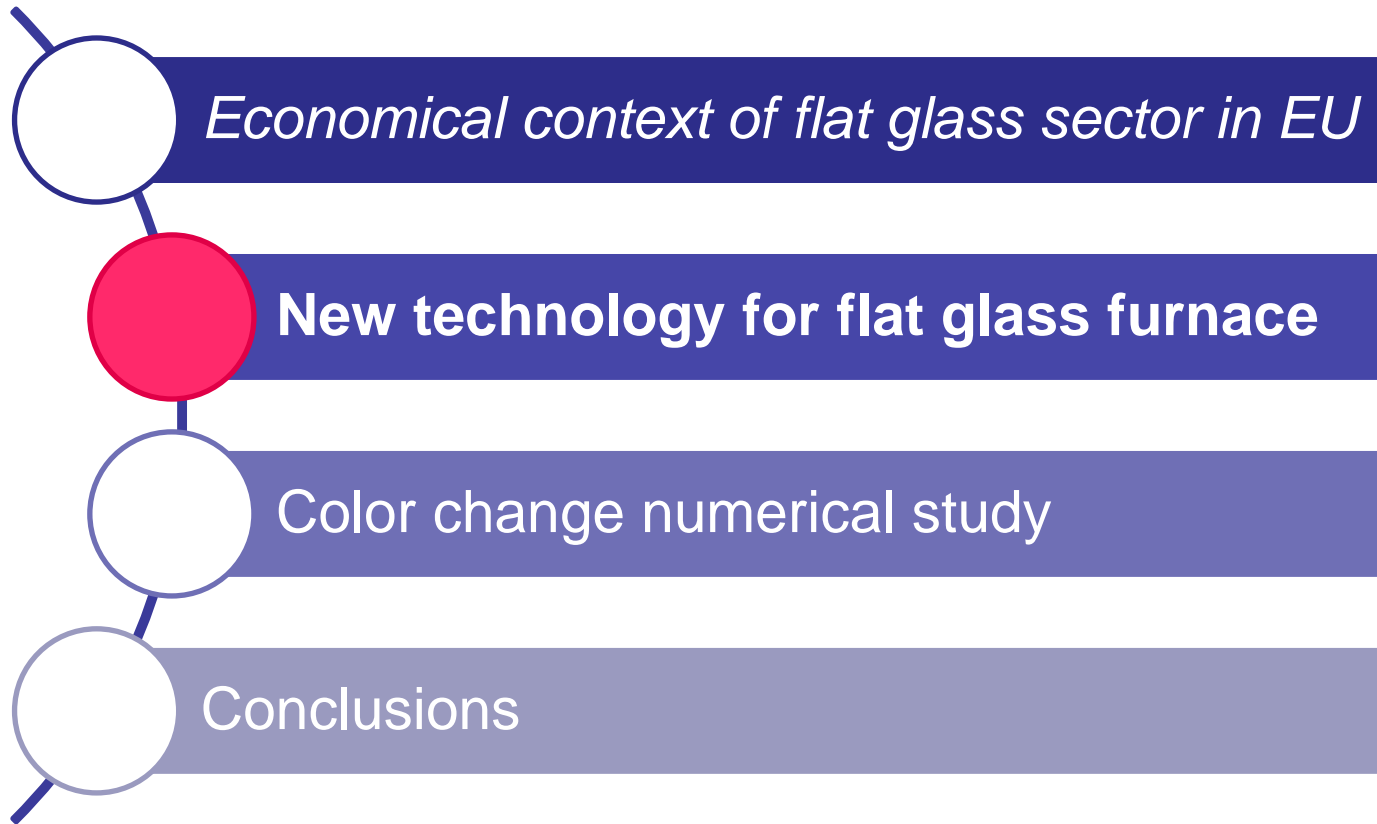 Economical context of flat glass sector in EU
New technology for flat glass furnace
Color change numerical study
Conclusions